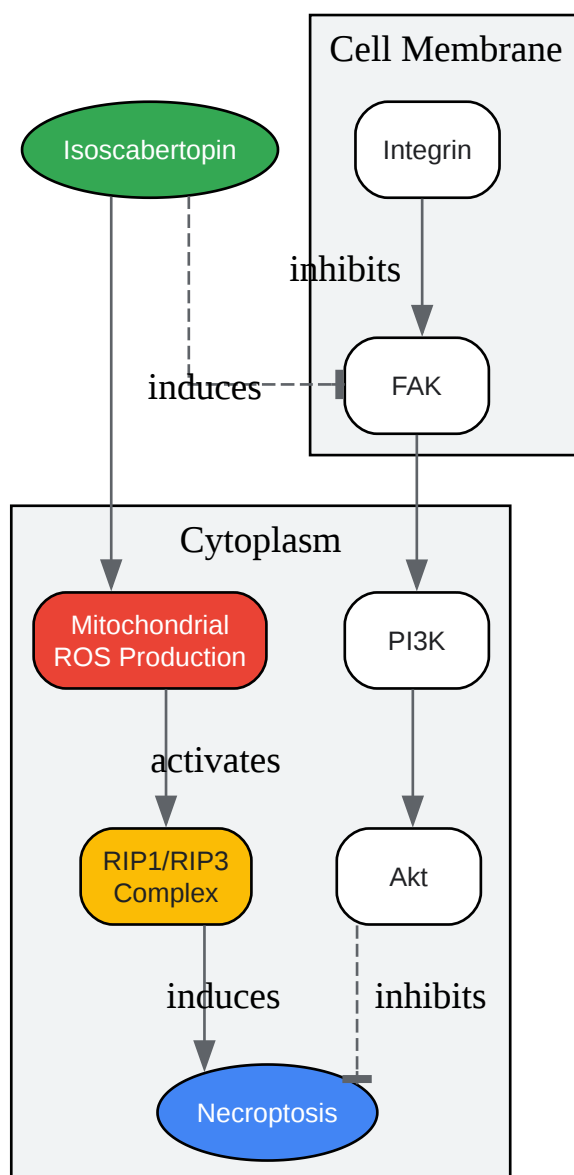 Cell Membrane
Isoscabertopin
Integrin
inhibits
induces
FAK
Cytoplasm
Mitochondrial
ROS Production
PI3K
activates
RIP1/RIP3
Complex
Akt
induces
inhibits
Necroptosis